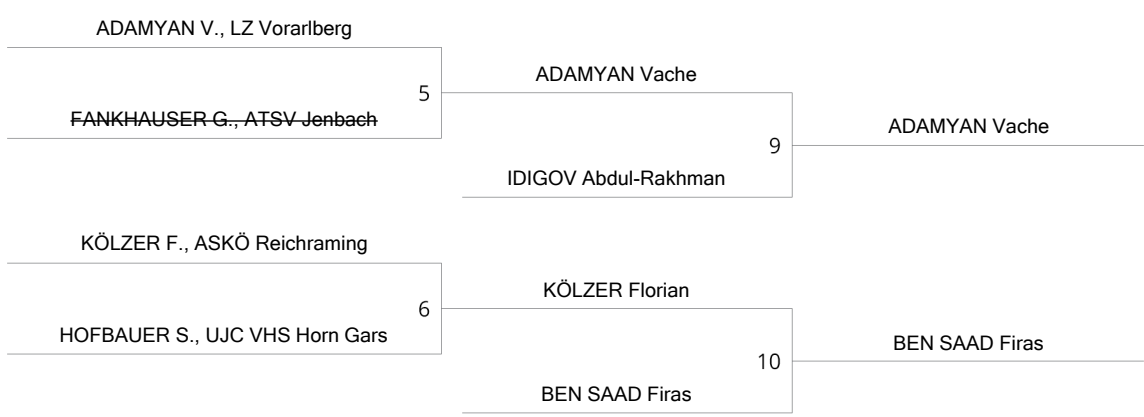 ADAMYAN V., LZ Vorarlberg
ADAMYAN Vache
5
FANKHAUSER G., ATSV Jenbach
ADAMYAN Vache
9
IDIGOV Abdul-Rakhman
KÖLZER F., ASKÖ Reichraming
KÖLZER Florian
6
HOFBAUER S., UJC VHS Horn Gars
BEN SAAD Firas
10
BEN SAAD Firas